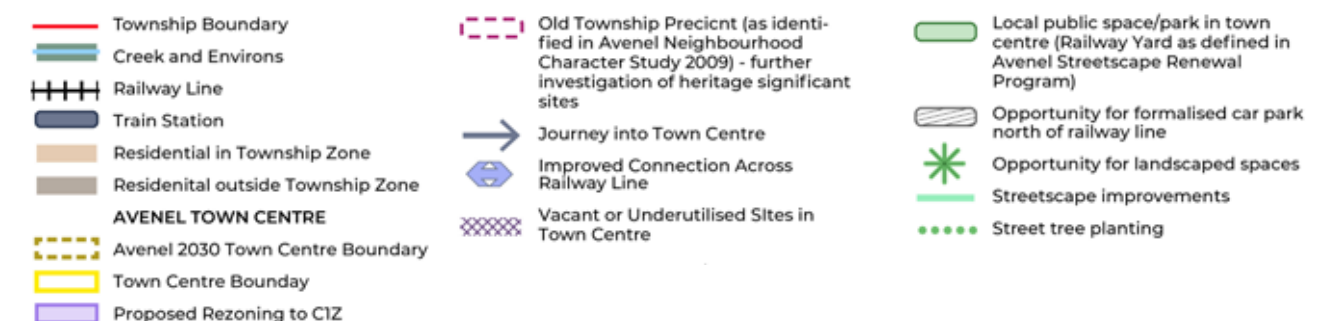 Township Boundary
Creek and Environs
Railway Line
Train Station
Residential in Township Zone
Residenital outside Township Zone
AVENEL TOWN CENTRE
Avenel 2030 Town Centre Boundary
Town Centre Bounday
Proposed Rezoning to C1Z
Old Township Precicnt (as identi-
fied in Avenel Neighbourhood
Character Study 2009) - further
investigation of heritage significant
sites
Journey into Town Centre
Improved Connection Across
Railway Line
Vacant or Underutilised SItes in
Town Centre
Local public space/park in town
centre (Railway Yard as defined in
Avenel Streetscape Renewal
Program)
Opportunity for formalised car park
north of railway line
Opportunity for landscaped spaces
Streetscape improvements
Street tree planting